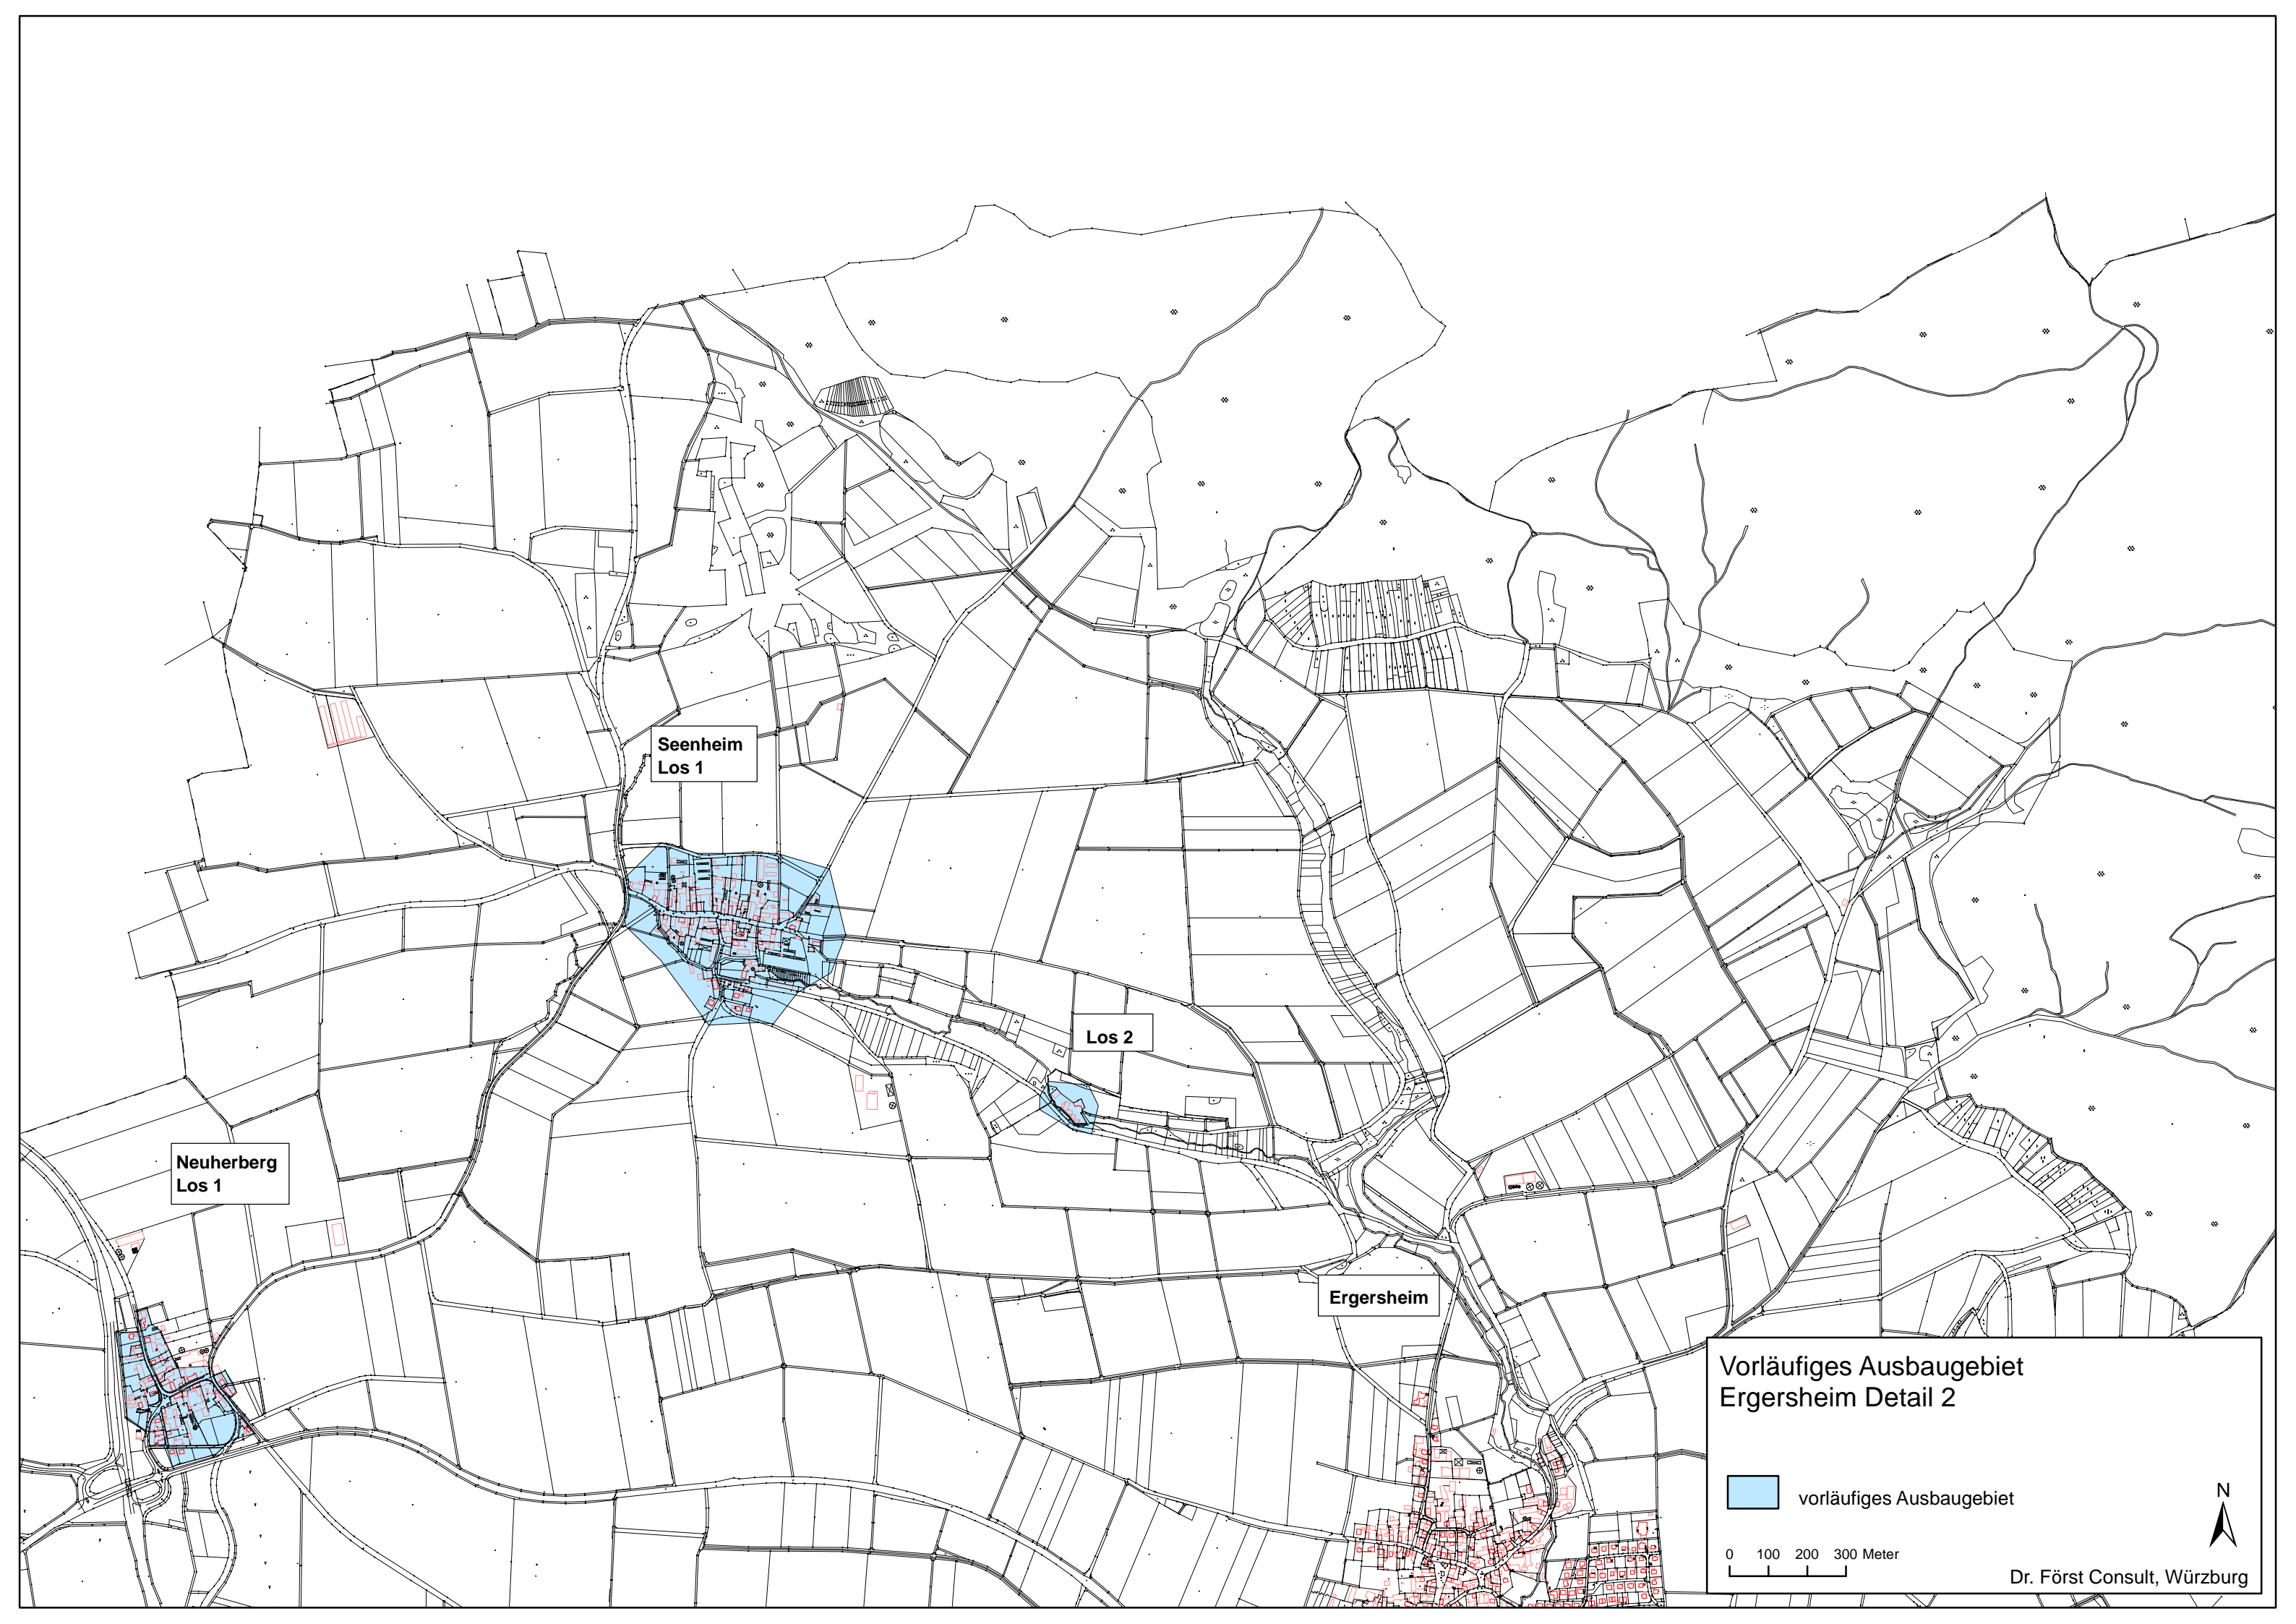 Seenheim
Los 1
Los 2
Neuherberg
Los 1
Ergersheim
Vorläufiges Ausbaugebiet
Ergersheim Detail 2
vorläufiges Ausbaugebiet
N
0 100 200 300 Meter
Dr. Först Consult, Würzburg